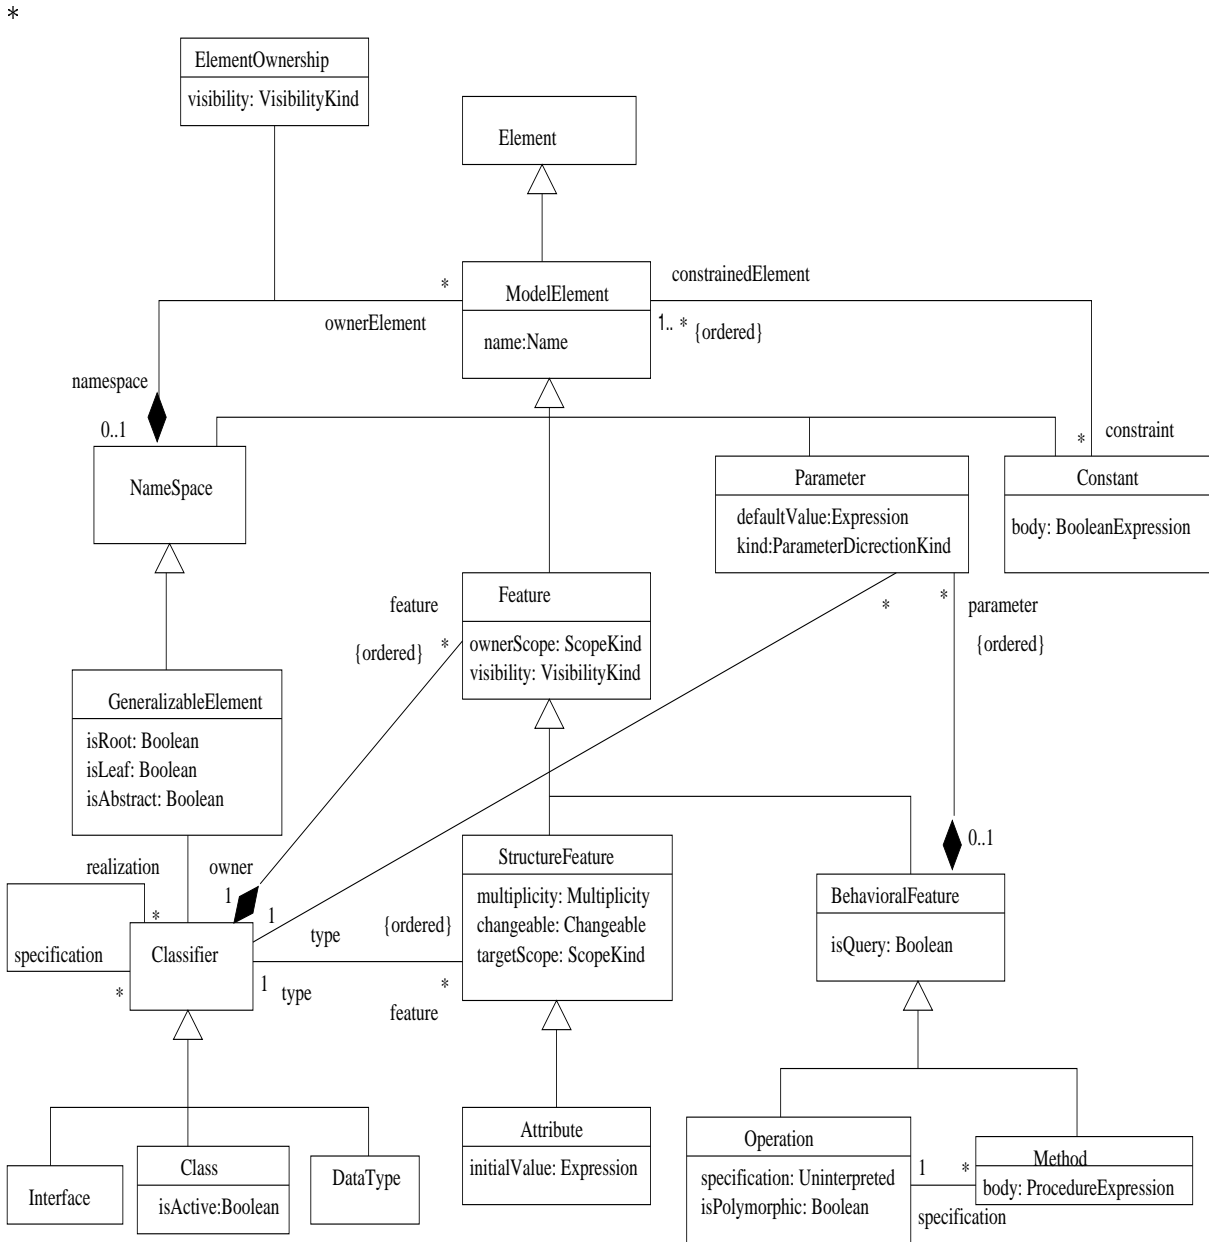 *
ElementOwnership
visibility: VisibilityKind
Element
ModelElement
name:Name
*
ownerElement
constrainedElement
1.. *
{ordered}
namespace
0..1
*
constraint
NameSpace
Parameter
defaultValue:Expression
kind:ParameterDicrectionKind
Constant
body: BooleanExpression
feature
{ordered}
*
Feature
ownerScope: ScopeKind
visibility: VisibilityKind
*
*
parameter
{ordered}
GeneralizableElement
isRoot: Boolean
isLeaf: Boolean
isAbstract: Boolean
0..1
realization
owner
1
1
*
specification
*
Classifier
type
{ordered}
1
type
*
feature
StructureFeature
multiplicity: Multiplicity
changeable: Changeable
targetScope: ScopeKind
BehavioralFeature
isQuery: Boolean
Interface
Class
isActive:Boolean
DataType
Attribute
initialValue: Expression
Operation
specification: Uninterpreted
isPolymorphic: Boolean
1
*
specification
Method
body: ProcedureExpression